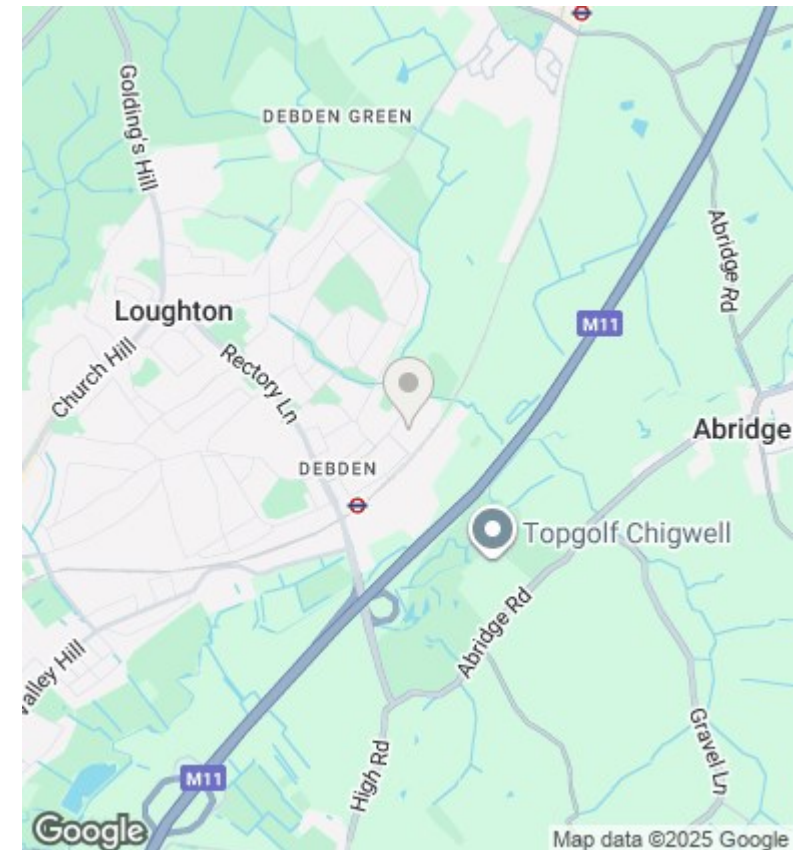 Golding's Hill
DEBDEN GREEN
Abridge Rd
Loughton
M11
Church Hill
Rectory Ln
Abridge
DEBDEN
Topgolf Chigwell
Abridge Rd
Valley Hill
High Rd
Gravel Ln
M11
Google
Map data ©2025 Google